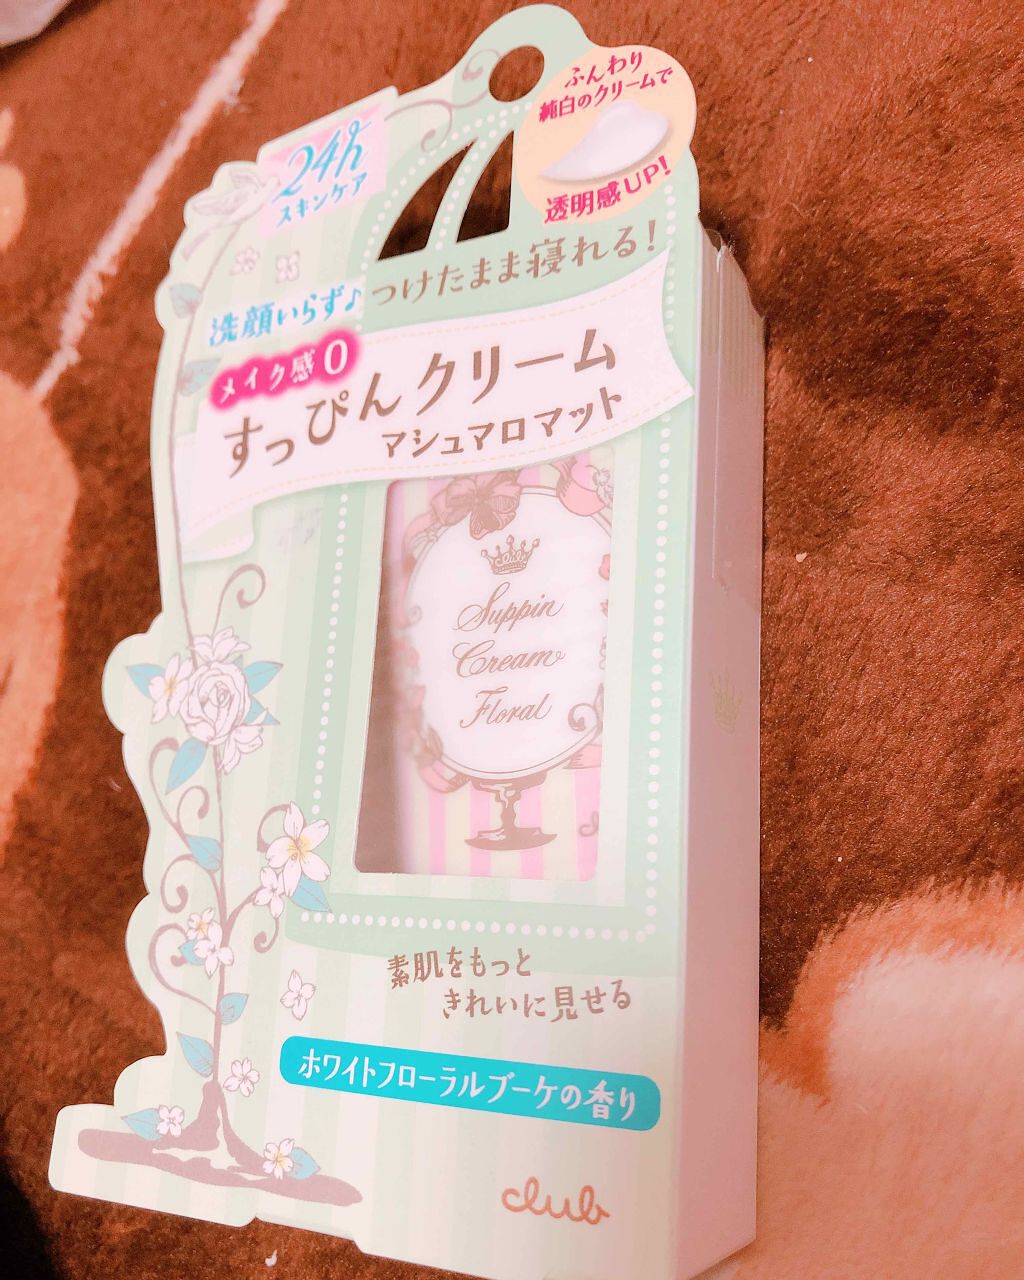 ふんわり
純白のクリームで
透明感UP!
24h
スキンケア
つけたまま寝れる!
洗顔いらず♪
メイク感0
すっぴんクリーム
マシュマロマット
club
Suppin
Cream
Floral
素肌をもっと
きれいに見せる
ホワイトフローラルブーケの香り
club